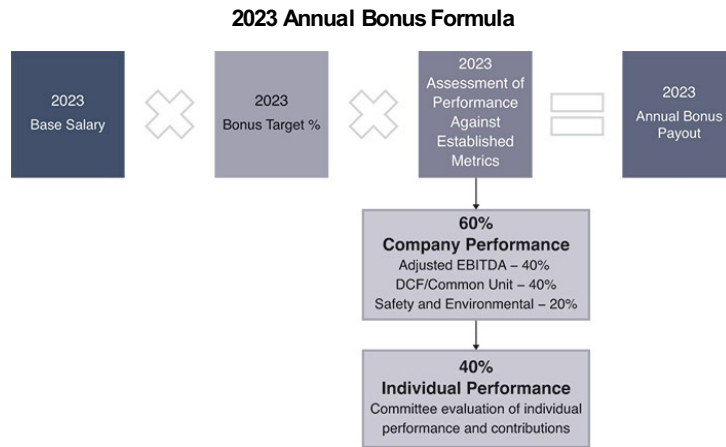 2023 Annual Bonus Formula
2023
Base Salary
2023
Bonus Target %
2023
Assessment of
Performance
Against
Established
Metrics
2023
Annual Bonus
Payout
60%
Company Performance
Adjusted EBITDA – 40%
DCF/Common Unit – 40%
Safety and Environmental – 20%
40%
Individual Performance
Committee evaluation of individual
performance and contributions